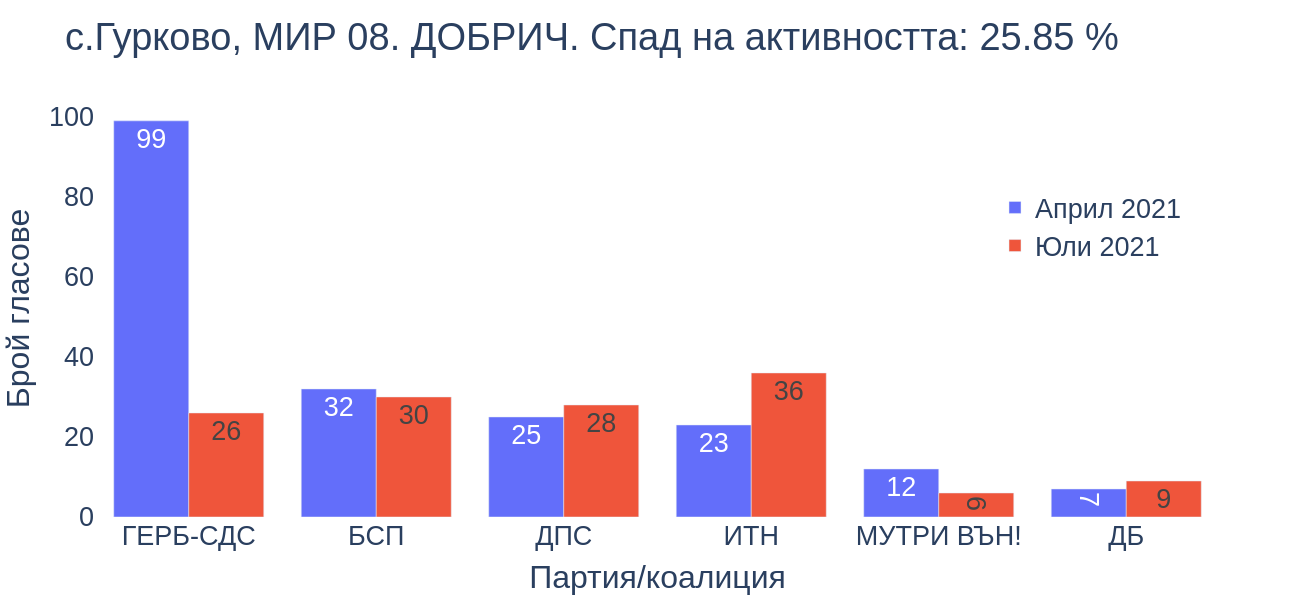 с.Гурково, МИР 08. ДОБРИЧ. Спад на активността: 25.85 %
Брой гласове
100
80
60
40
20
0
99
26
32
30
25
28
23
36
12
6
7
9
Април 2021
Юли 2021
ГЕРБ-СДС
БСП
ДПС
ИТН
МУТРИ ВЪН!
ДБ
Партия/коалиция